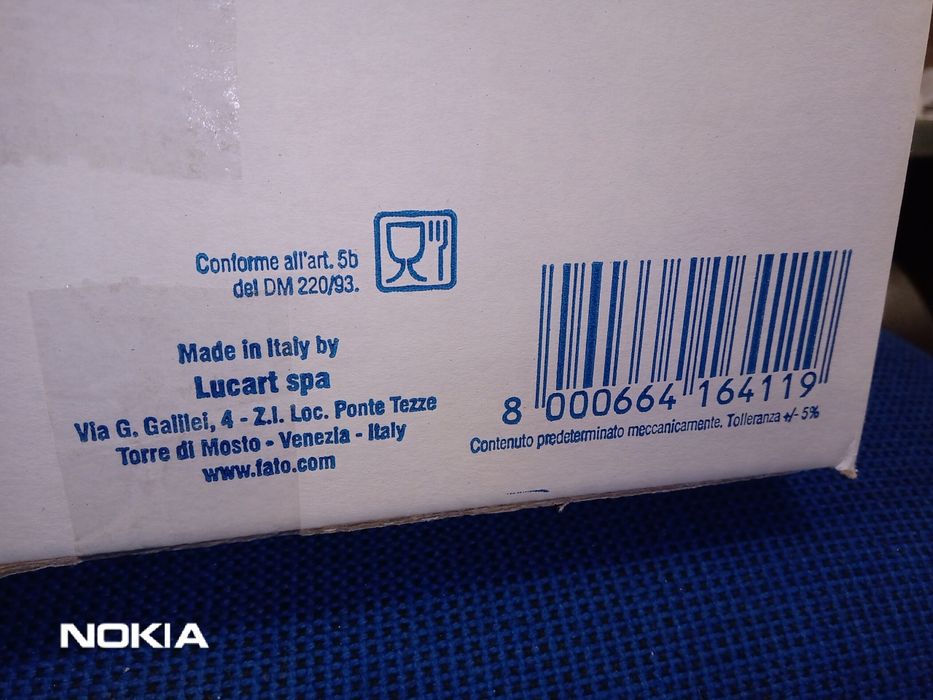 Conforme all'art. 5b
del DM 220/93.
Made in Italy by
Lucart spa
Via G. Galilei, 4 - Z.I. Loc. Ponte Tezze
Torre di Mosto - Venezia - Italy
www.fato.com
8 000664 164119
Contenuto predeterminato meccanicamente. Tolleranza +/- 5%
NOKIA